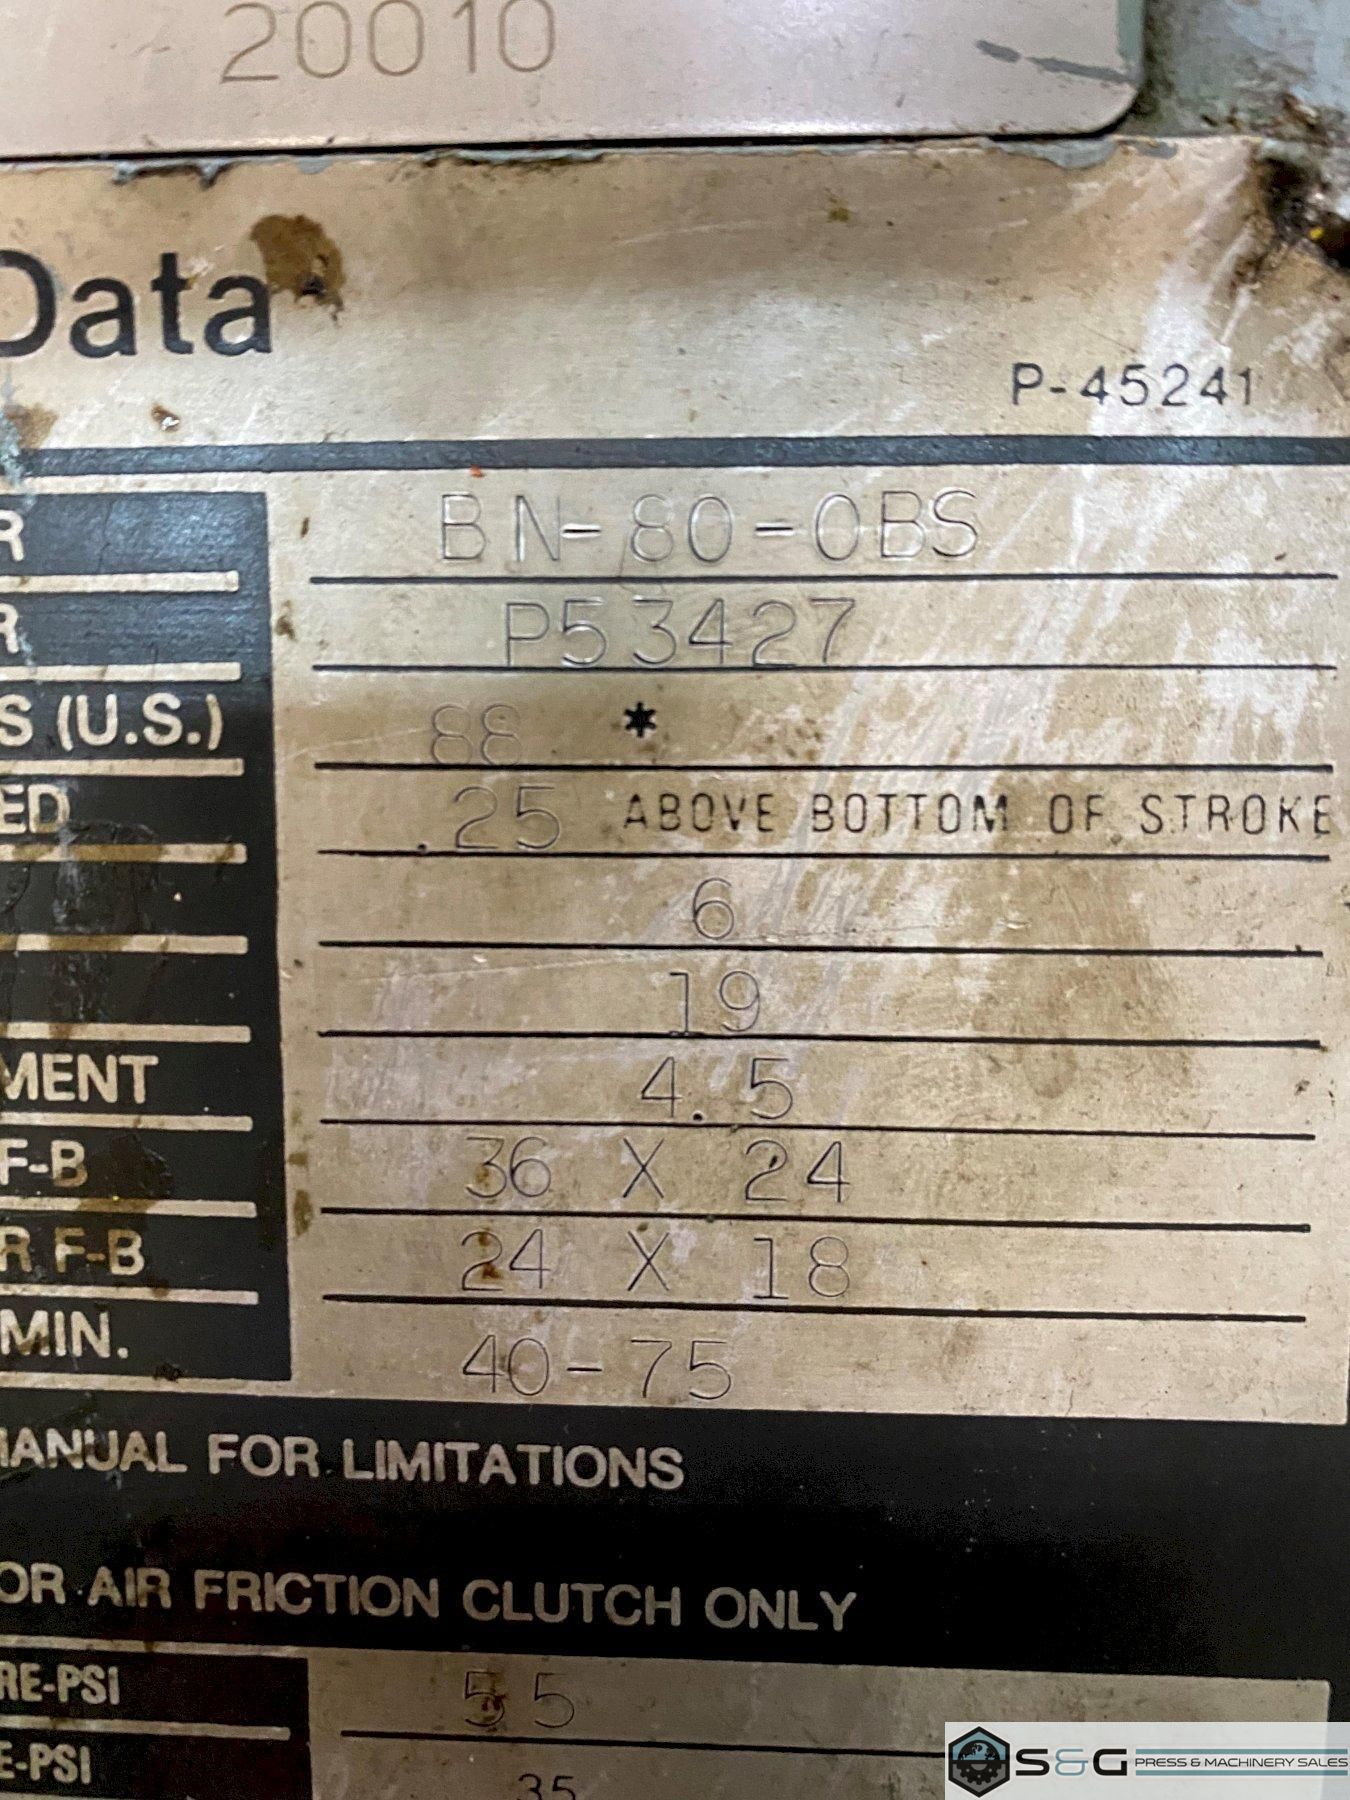 20010
Data
P-45241
R BN-80-OBS
R P53427
S (U.S.) 88 *
ED .25 ABOVE BOTTOM OF STROKE
6
19
MENT 4.5
F-B 36 X 24
R F-B 24 X 18
MIN. 40-75
MANUAL FOR LIMITATIONS
OR AIR FRICTION CLUTCH ONLY
RE-PSI 55
E-PSI 35
S&G PRESS & MACHINERY SALES